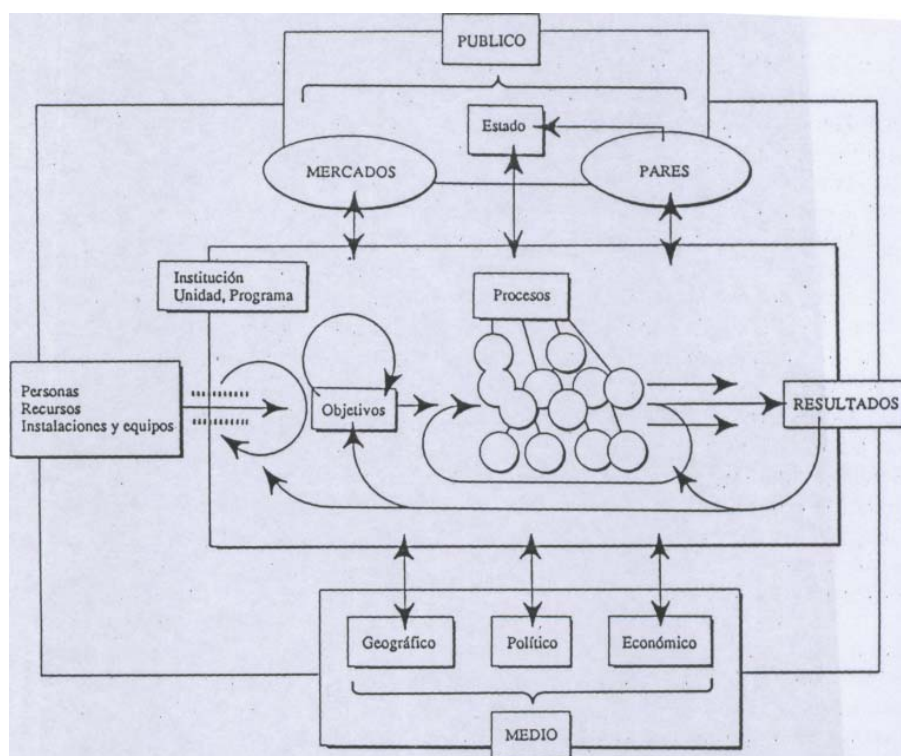 PUBLICO
Estado
MERCADOS
PARES
Institución
Unidad, Programa
Procesos
Personas
Recursos
Instalaciones y equipos
Objetivos
RESULTADOS
Geográfico
Político
Económico
MEDIO